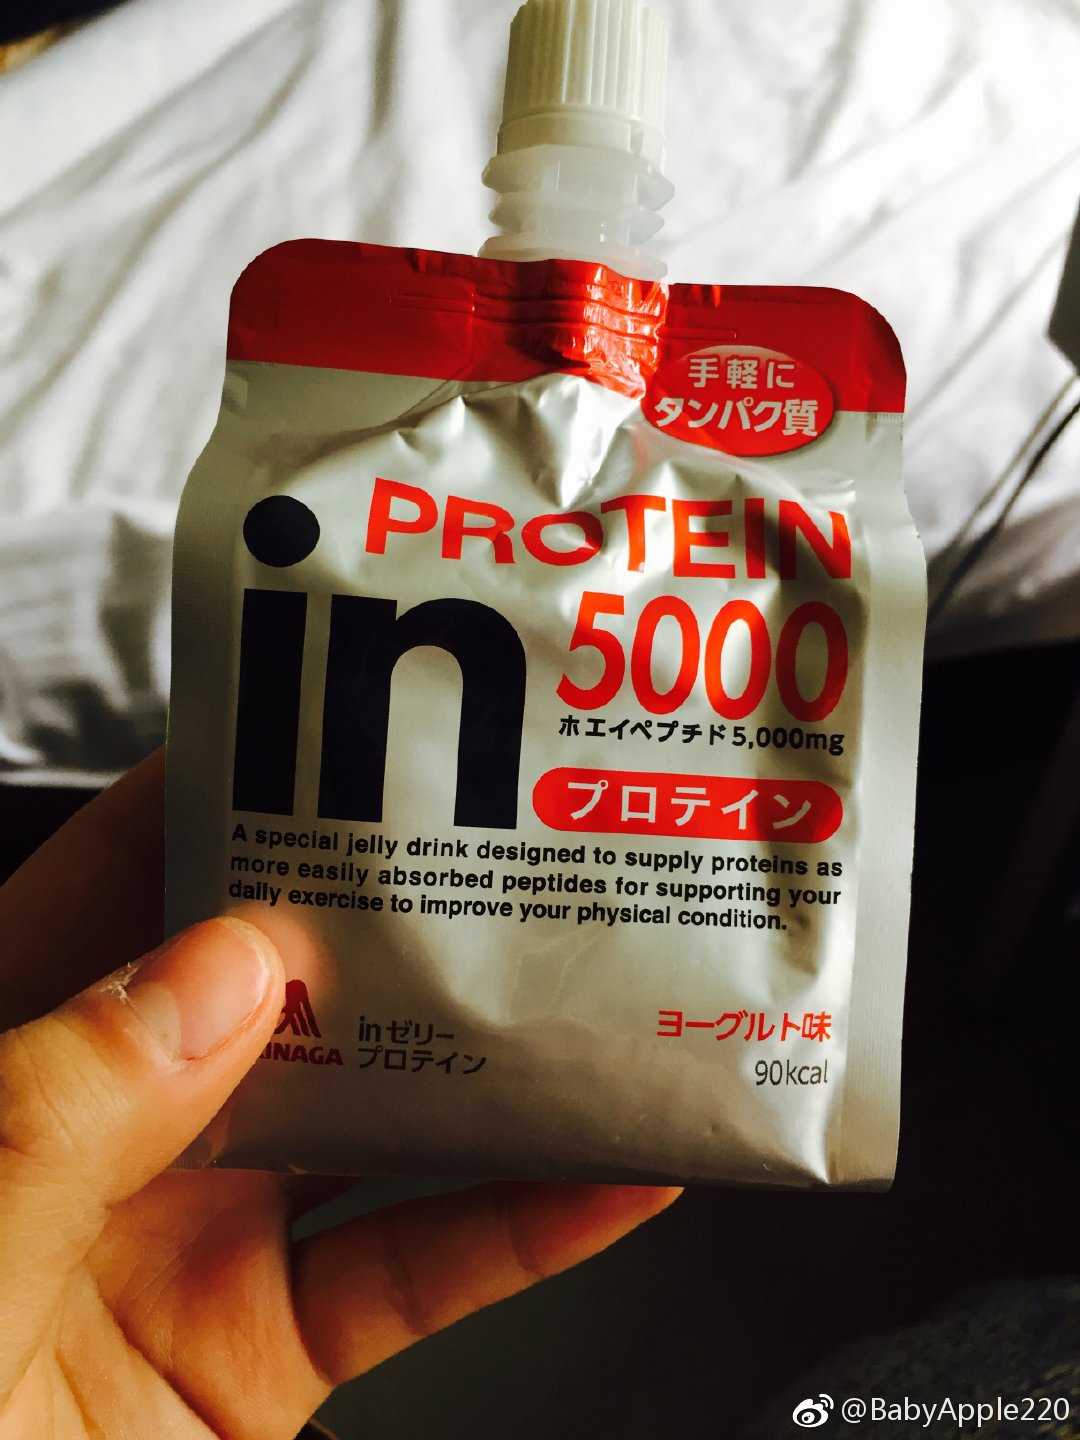 手軽に
タンパク質
PROTEIN
in
5000
ホエイペプチド5,000mg
プロテイン
A special jelly drink designed to supply proteins as
more easily absorbed peptides for supporting your
daily exercise to improve your physical condition.
inゼリー
プロテイン
ヨーグルト味
90kcal
@BabyApple220